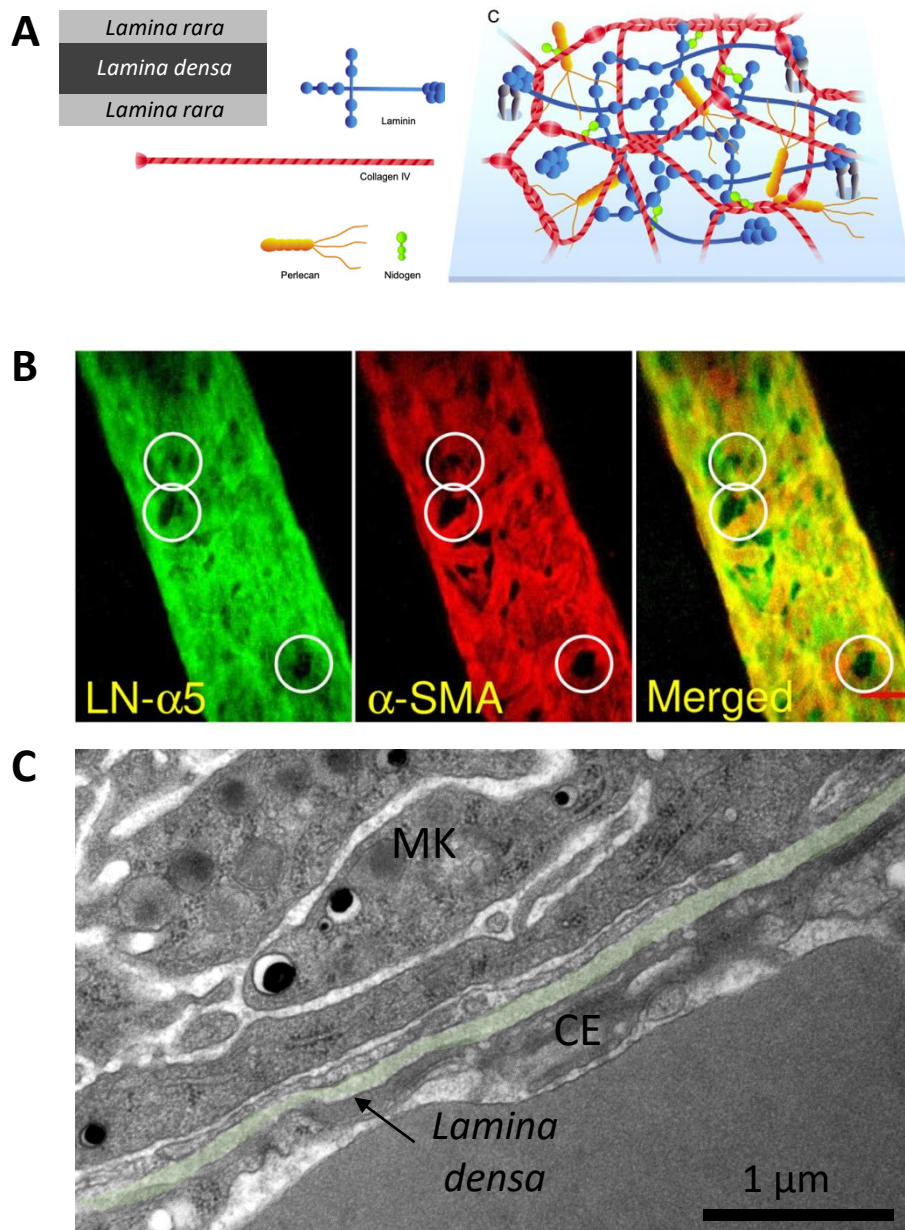 A
Lamina rara
Lamina densa
Lamina rara
Laminin
Collagen IV
Perlecan
Nidogen
C
B
LN-α5
α-SMA
Merged
C
MK
CE
Lamina
densa
1 µm